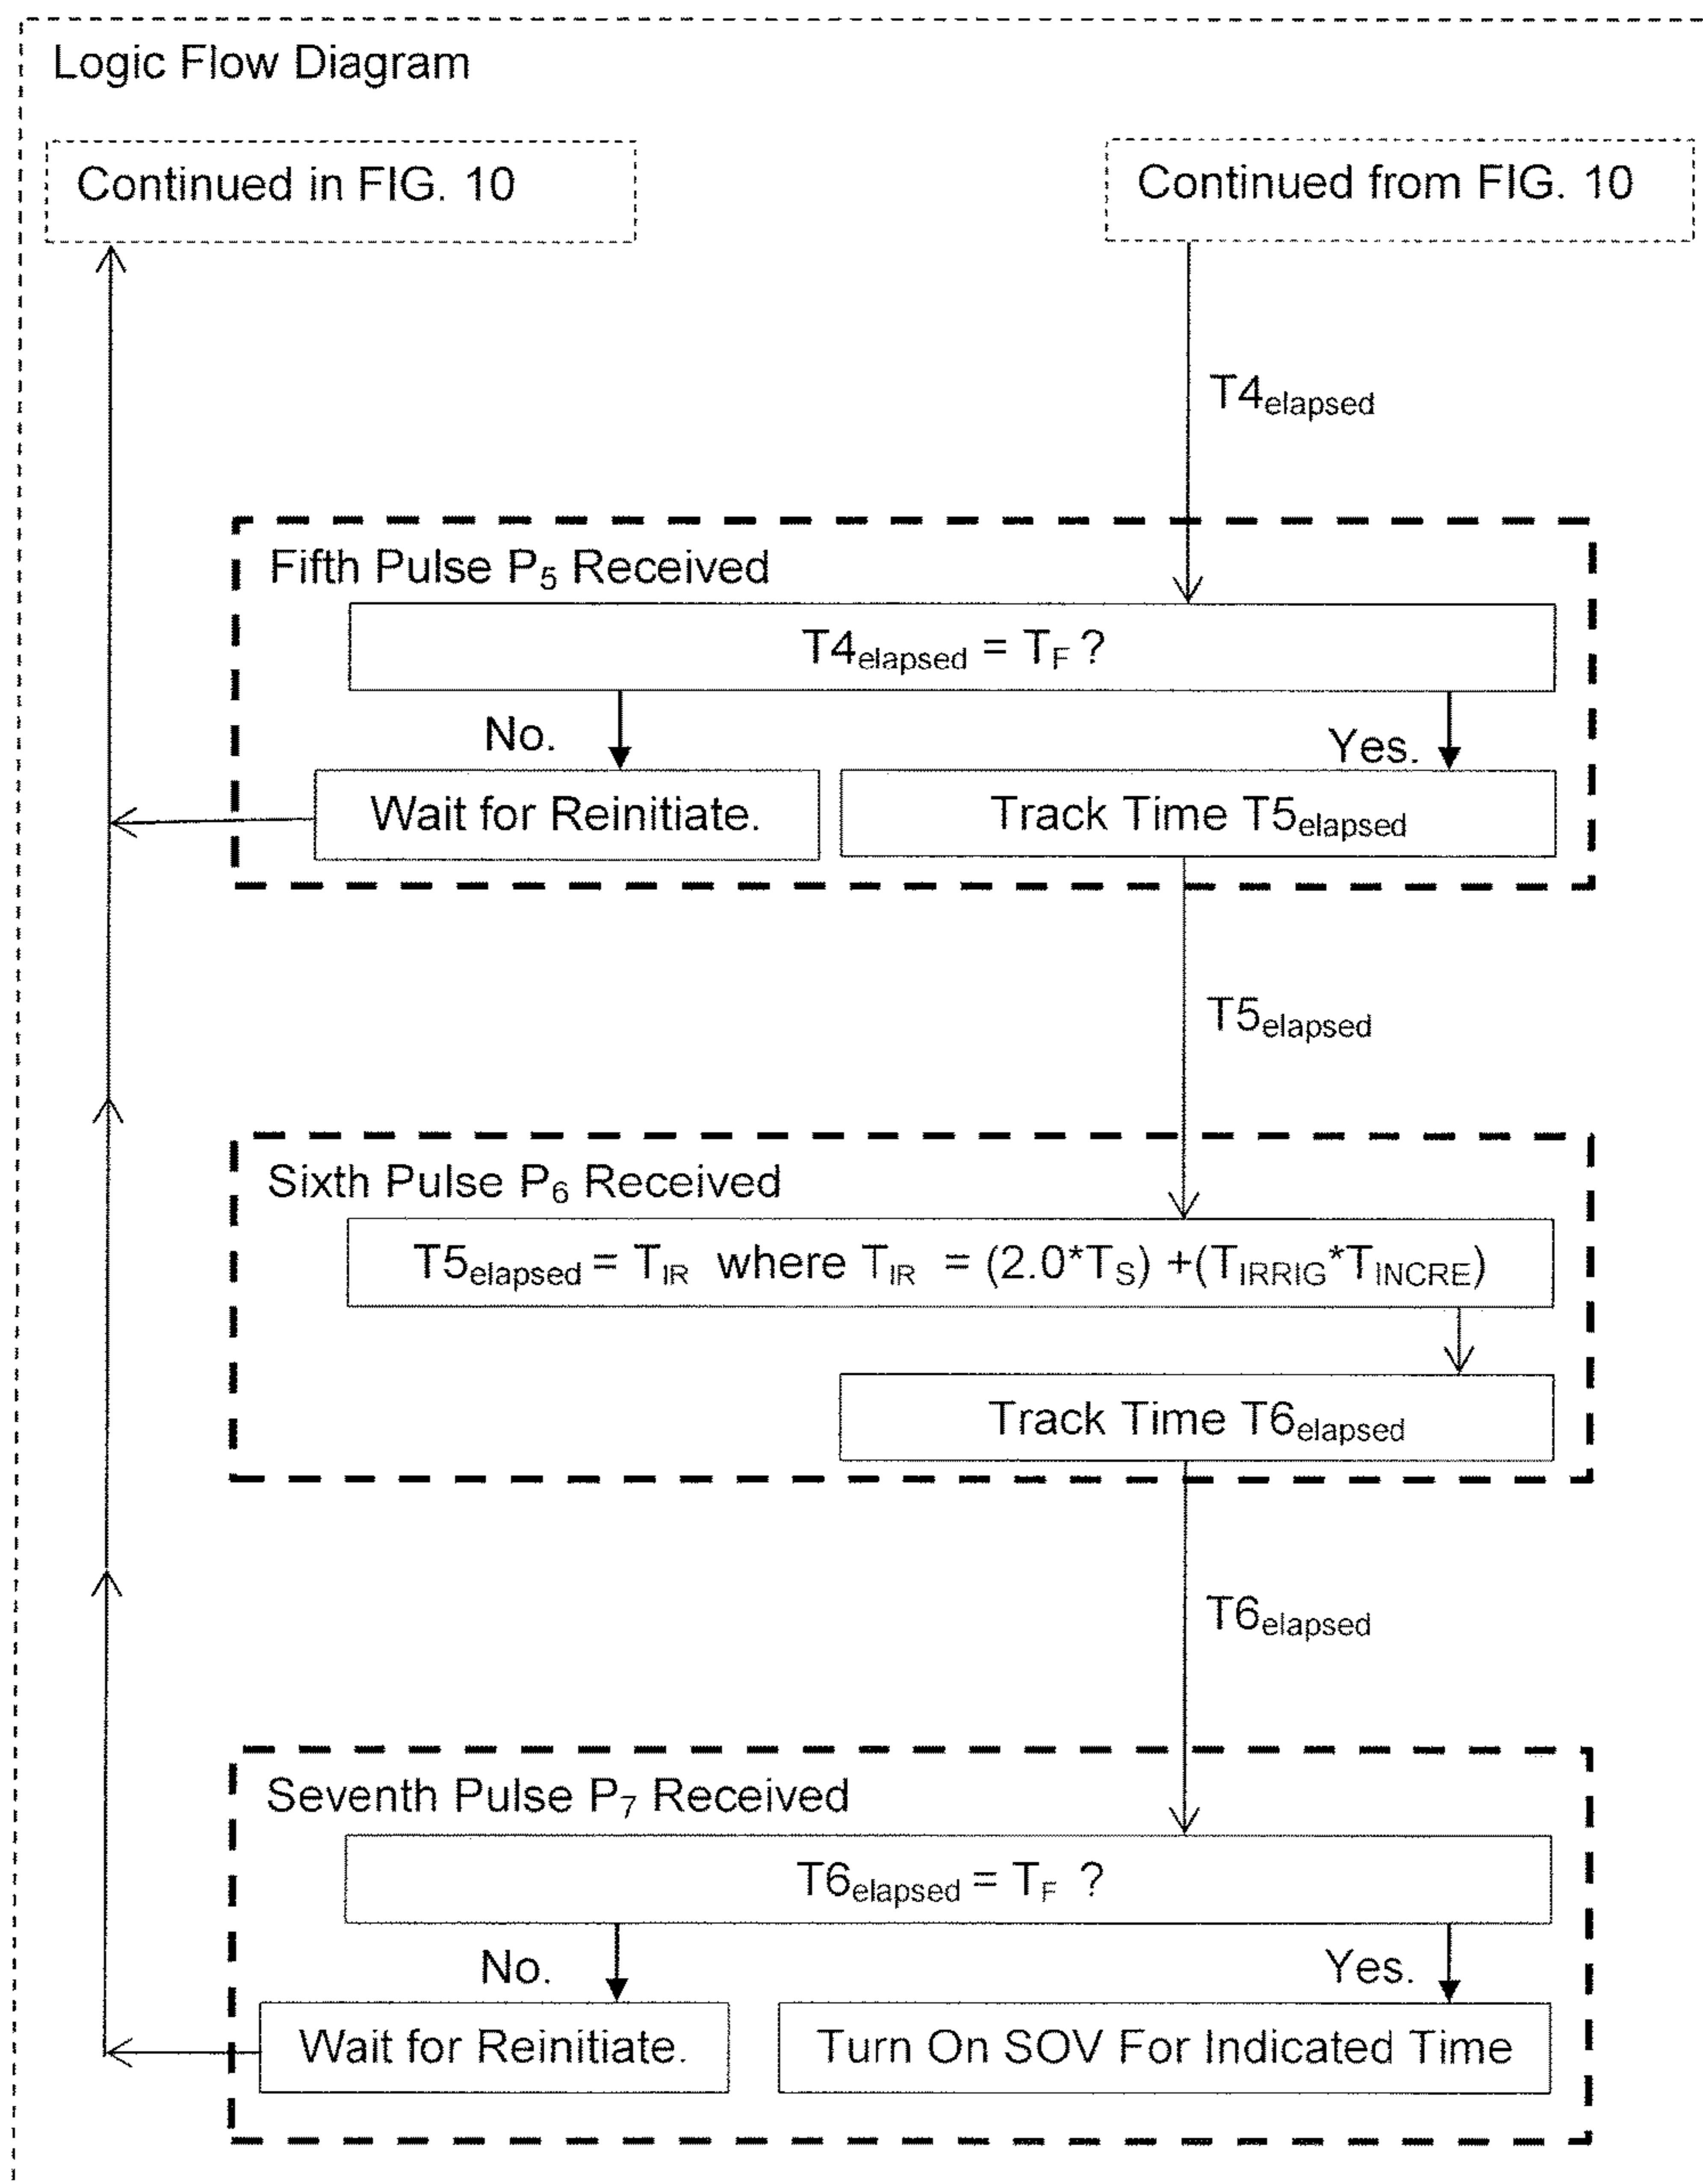 Logic Flow Diagram
Continued in FIG. 10
Continued from FIG. 10
T4elapsed
Fifth Pulse P5 Received
T4elapsed = TF ?
No.
Yes.
Wait for Reinitiate.
Track Time T5elapsed
T5elapsed
Sixth Pulse P6 Received
T5elapsed = TIR where TIR = (2.0*TS) +(TIRRIG*TINCRE)
Track Time T6elapsed
T6elapsed
Seventh Pulse P7 Received
T6elapsed = TF ?
No.
Yes.
Wait for Reinitiate.
Turn On SOV For Indicated Time